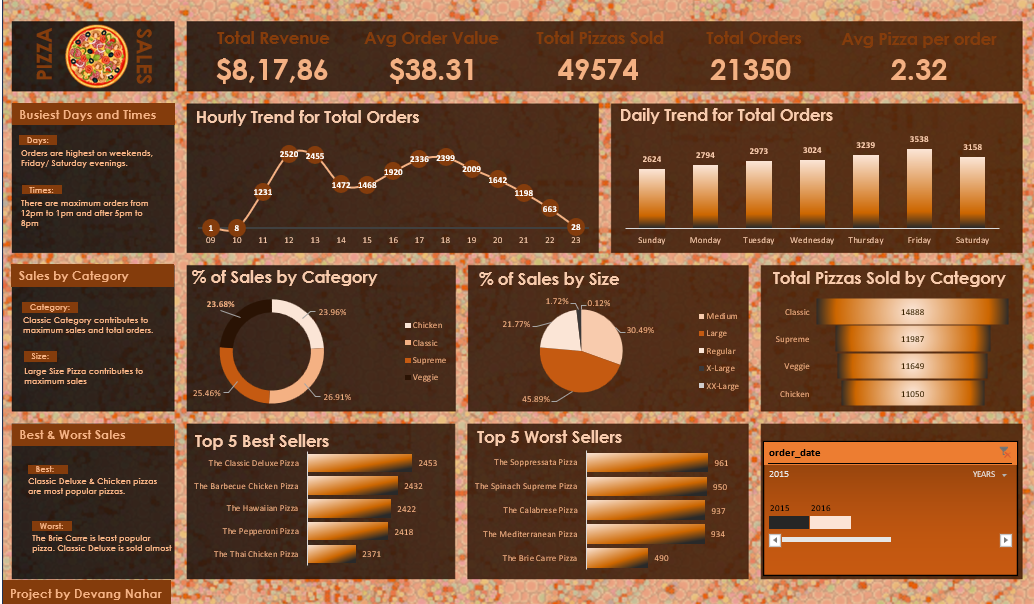 PIZZA
SALES
Total Revenue
Avg Order Value
Total Pizzas Sold
Total Orders
Avg Pizza per order
$8,17,86
$38.31
49574
21350
2.32
Busiest Days and Times
Days:
Orders are highest on weekends,
Friday/ Saturday evenings.
Times:
There are maximum orders from
12pm to 1pm and after 5pm to
8pm
Hourly Trend for Total Orders
1
8
1231
2520
2455
1472
1468
1920
2336
2399
2009
1642
1198
663
28
09 10 11 12 13 14 15 16 17 18 19 20 21 22 23
Daily Trend for Total Orders
2624
2794
2973
3024
3239
3538
3158
Sunday Monday Tuesday Wednesday Thursday Friday Saturday
Sales by Category
Category:
Classic Category contributes to
maximum sales and total orders.
Size:
Large Size Pizza contributes to
maximum sales
% of Sales by Category
23.68%
23.96%
25.46%
26.91%
Chicken
Classic
Supreme
Veggie
% of Sales by Size
1.72%
0.12%
21.77%
30.49%
45.89%
Medium
Large
Regular
X-Large
XX-Large
Total Pizzas Sold by Category
Classic 14888
Supreme 11987
Veggie 11649
Chicken 11050
Best & Worst Sales
Best:
Classic Deluxe & Chicken pizzas
are most popular pizzas.
Worst:
The Brie Carre is least popular
pizza. Classic Deluxe is sold almost
Top 5 Best Sellers
The Classic Deluxe Pizza 2453
The Barbecue Chicken Pizza 2432
The Hawaiian Pizza 2422
The Pepperoni Pizza 2418
The Thai Chicken Pizza 2371
Top 5 Worst Sellers
The Soppressata Pizza 961
The Spinach Supreme Pizza 950
The Calabrese Pizza 937
The Mediterranean Pizza 934
The Brie Carre Pizza 490
order_date
2015 YEARS
2015 2016
Project by Devang Nahar